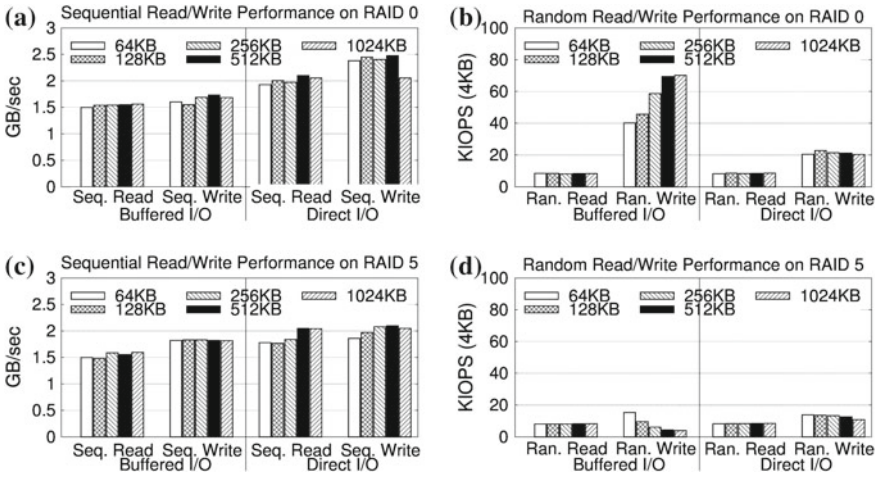 (a) Sequential Read/Write Performance on RAID 0
64KB 256KB 1024KB
128KB 512KB
3
2.5
2
1.5
1
0.5
0
GB/sec
Seq. Read Seq. Write Seq. Read Seq. Write
Buffered I/O Direct I/O
(b) Random Read/Write Performance on RAID 0
64KB 256KB 1024KB
128KB 512KB
100
80
60
40
20
0
KIOPS (4KB)
Ran. Read Ran. Write Ran. Read Ran. Write
Buffered I/O Direct I/O
(c) Sequential Read/Write Performance on RAID 5
64KB 256KB 1024KB
128KB 512KB
3
2.5
2
1.5
1
0.5
0
GB/sec
Seq. Read Seq. Write Seq. Read Seq. Write
Buffered I/O Direct I/O
(d) Random Read/Write Performance on RAID 5
64KB 256KB 1024KB
128KB 512KB
100
80
60
40
20
0
KIOPS (4KB)
Ran. Read Ran. Write Ran. Read Ran. Write
Buffered I/O Direct I/O